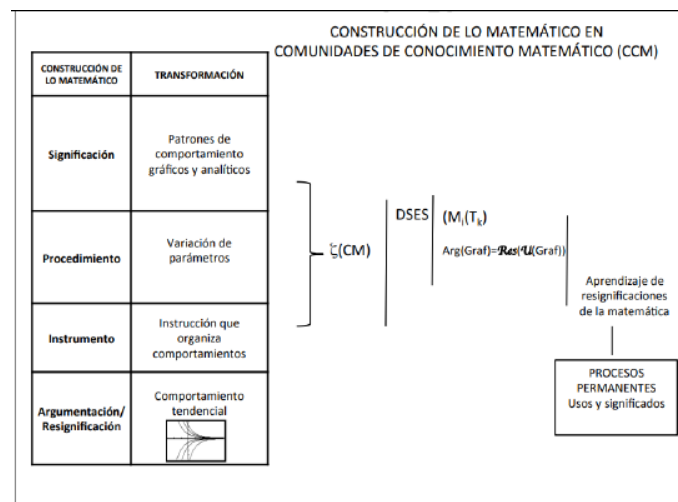 CONSTRUCCIÓN DE LO MATEMÁTICO EN
COMUNIDADES DE CONOCIMIENTO MATEMÁTICO (CCM)
CONSTRUCCIÓN DE
LO MATEMÁTICO
TRANSFORMACIÓN
Significación
Patrones de
comportamiento
gráficos y analíticos
Procedimiento
Variación de
parámetros
Instrumento
Instrucción que
organiza
comportamientos
Argumentación/
Resignificación
Comportamiento
tendencial
ζ(CM)
DSES
(Mᵢ(Tₖ)
Arg(Graf)=Res(U(Graf))
Aprendizaje de
resignificaciones
de la matemática
PROCESOS
PERMANENTES
Usos y significados